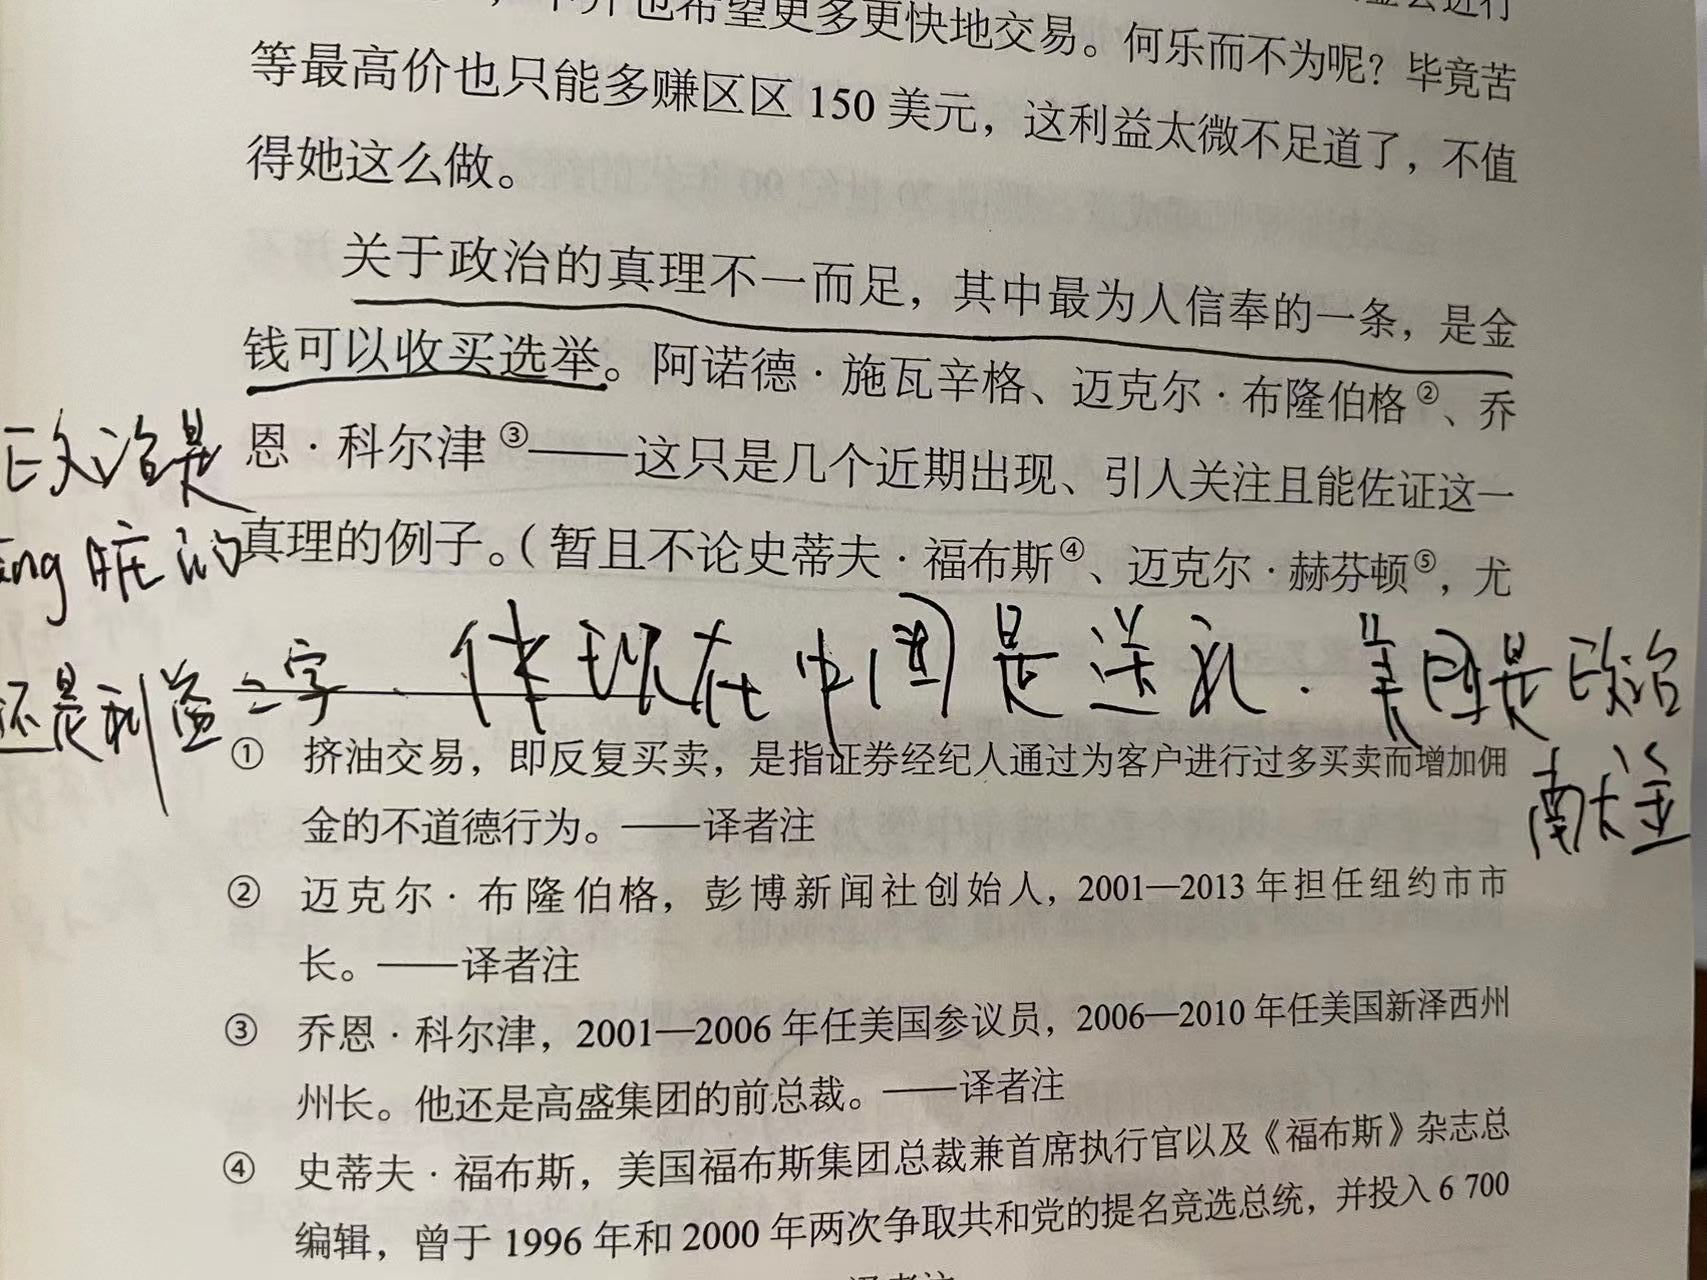 也希望更多更快地交易。何乐而不为呢？毕竟苦
等最高价也只能多赚区区 150 美元，这利益太微不足道了，不值
得她这么做。
关于政治的真理不一而足，其中最为人信奉的一条，是金
钱可以收买选举。阿诺德·施瓦辛格、迈克尔·布隆伯格②、乔
恩·科尔津③——这只是几个近期出现、引人关注且能佐证这一
真理的例子。（暂且不论史蒂夫·福布斯④、迈克尔·赫芬顿⑤，尤
政治是
ang 脏的
还是利益二字、
现在中国是送礼.美国是政治
金
① 挤油交易，即反复买卖，是指证券经纪人通过为客户进行过多买卖而增加佣
金的不道德行为。——译者注
② 迈克尔·布隆伯格，彭博新闻社创始人，2001—2013 年担任纽约市市
长。——译者注
③ 乔恩·科尔津，2001—2006 年任美国参议员，2006—2010 年任美国新泽西州
州长。他还是高盛集团的前总裁。——译者注
④ 史蒂夫·福布斯，美国福布斯集团总裁兼首席执行官以及《福布斯》杂志总
编辑，曾于 1996 年和 2000 年两次争取共和党的提名竞选总统，并投入 6 700